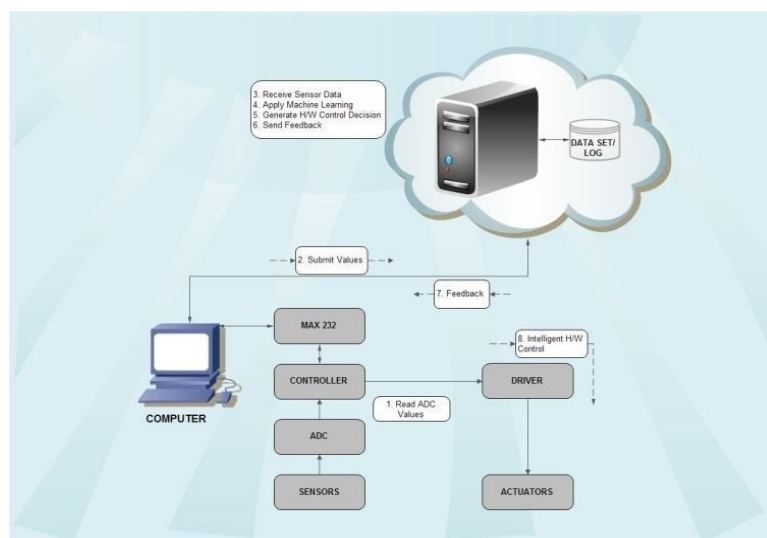 3. Receive Sensor Data
4. Apply Machine Learning
5. Generate H/W Control Decision
6. Send Feedback
DATA SET/
LOG
2. Submit Values
7. Feedback
MAX 232
8. Intelligent H/W
Control
CONTROLLER
DRIVER
1. Read ADC
Values
COMPUTER
ADC
SENSORS
ACTUATORS